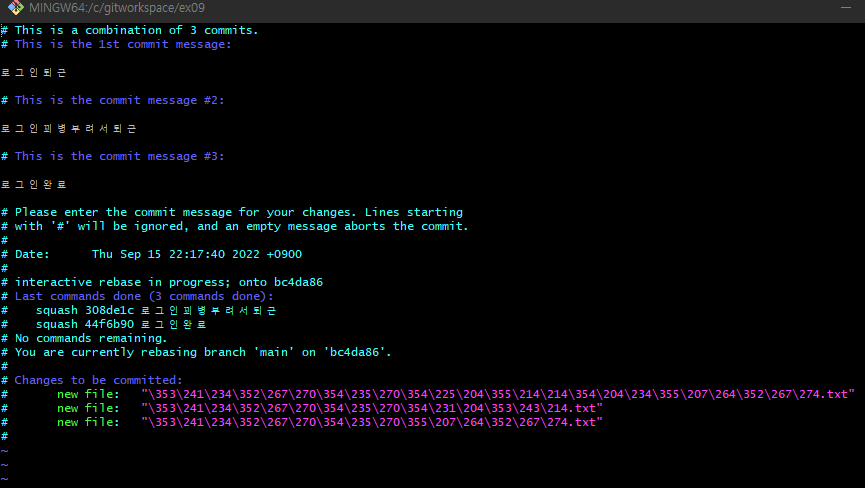 MINGW64:/c/gitworkspace/ex09
# This is a combination of 3 commits.
# This is the 1st commit message:
로그인퇴근
# This is the commit message #2:
로그인꾀병부려서퇴근
# This is the commit message #3:
로그인완료
# Please enter the commit message for your changes. Lines starting
# with '#' will be ignored, and an empty message aborts the commit.
#
# Date:      Thu Sep 15 22:17:40 2022 +0900
#
# interactive rebase in progress; onto bc4da86
# Last commands done (3 commands done):
#    squash 308de1c 로그인꾀병부려서퇴근
#    squash 44f6b90 로그인완료
# No commands remaining.
# You are currently rebasing branch 'main' on 'bc4da86'.
#
# Changes to be committed:
#       new file:   "\353\241\234\352\267\270\354\235\270\354\225\204\355\214\214\354\204\234\355\207\264\352\267\274.txt"
#       new file:   "\353\241\234\352\267\270\354\235\270\354\231\204\353\243\214.txt"
#       new file:   "\353\241\234\352\267\270\354\235\270\355\207\264\352\267\274.txt"
#
~
~
~